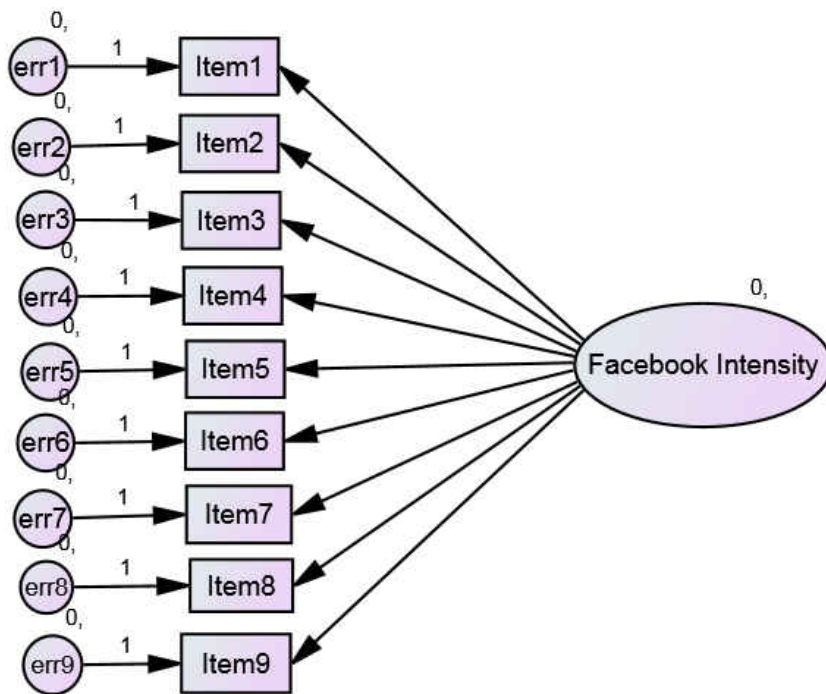 0,
1
err1
Item1
0,
1
err2
Item2
0,
1
err3
Item3
0,
1
err4
Item4
0,
0,
1
err5
Item5
Facebook Intensity
0,
1
err6
Item6
0,
1
err7
Item7
0,
1
err8
Item8
0,
1
err9
Item9